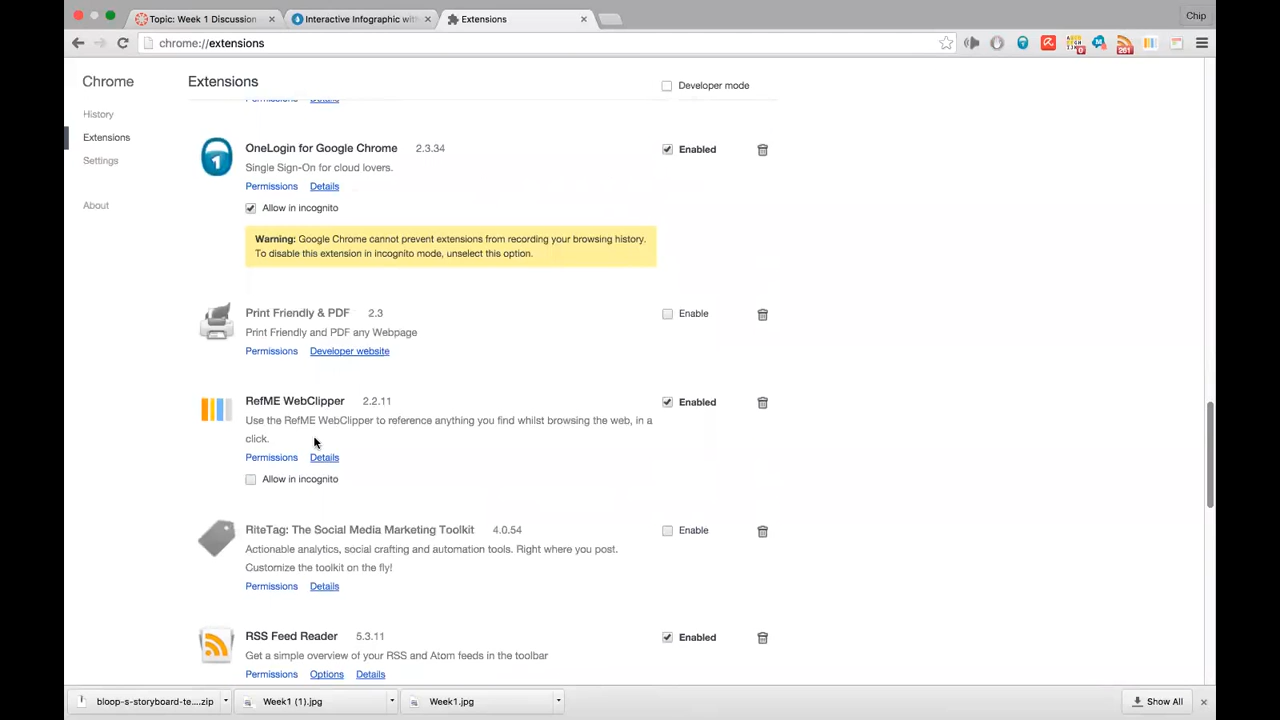 Topic: Week 1 Discussion
Interactive Infographic wit
Extensions
Chip
chrome://extensions
0
261
Chrome
Extensions
Developer mode
History
Extensions
Settings
About
Permissions Details
OneLogin for Google Chrome 2.3.34
Enabled
Single Sign-On for cloud lovers.
Permissions Details
Allow in incognito
Warning: Google Chrome cannot prevent extensions from recording your browsing history.
To disable this extension in incognito mode, unselect this option.
Print Friendly & PDF 2.3
Enable
Print Friendly and PDF any Webpage
Permissions Developer website
RefME WebClipper 2.2.11
Enabled
Use the RefME WebClipper to reference anything you find whilst browsing the web, in a
click.
Permissions Details
Allow in incognito
RiteTag: The Social Media Marketing Toolkit 4.0.54
Enable
Actionable analytics, social crafting and automation tools. Right where you post.
Customize the toolkit on the fly!
Permissions Details
RSS Feed Reader 5.3.11
Enabled
Get a simple overview of your RSS and Atom feeds in the toolbar
Permissions Options Details
bloop-s-storyboard-te....zip
Week1 (1).jpg
Week1.jpg
Show All